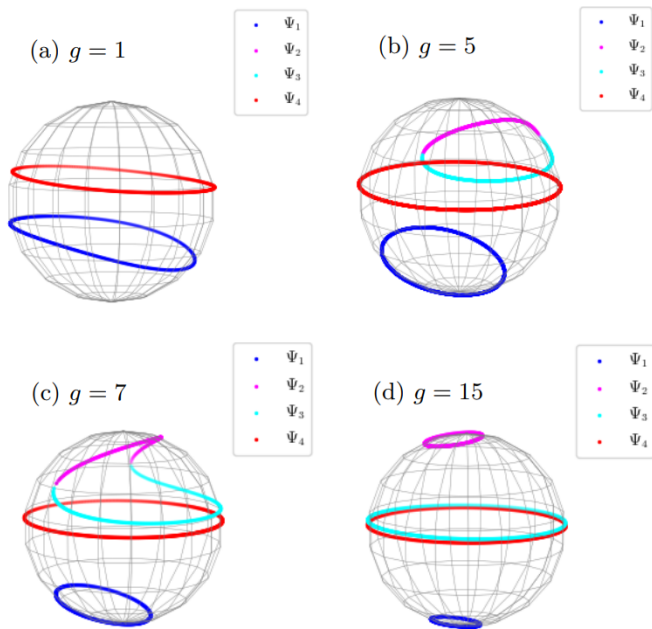 (a) g = 1
Ψ₁
Ψ₂
Ψ₃
Ψ₄
(b) g = 5
Ψ₁
Ψ₂
Ψ₃
Ψ₄
(c) g = 7
Ψ₁
Ψ₂
Ψ₃
Ψ₄
(d) g = 15
Ψ₁
Ψ₂
Ψ₃
Ψ₄